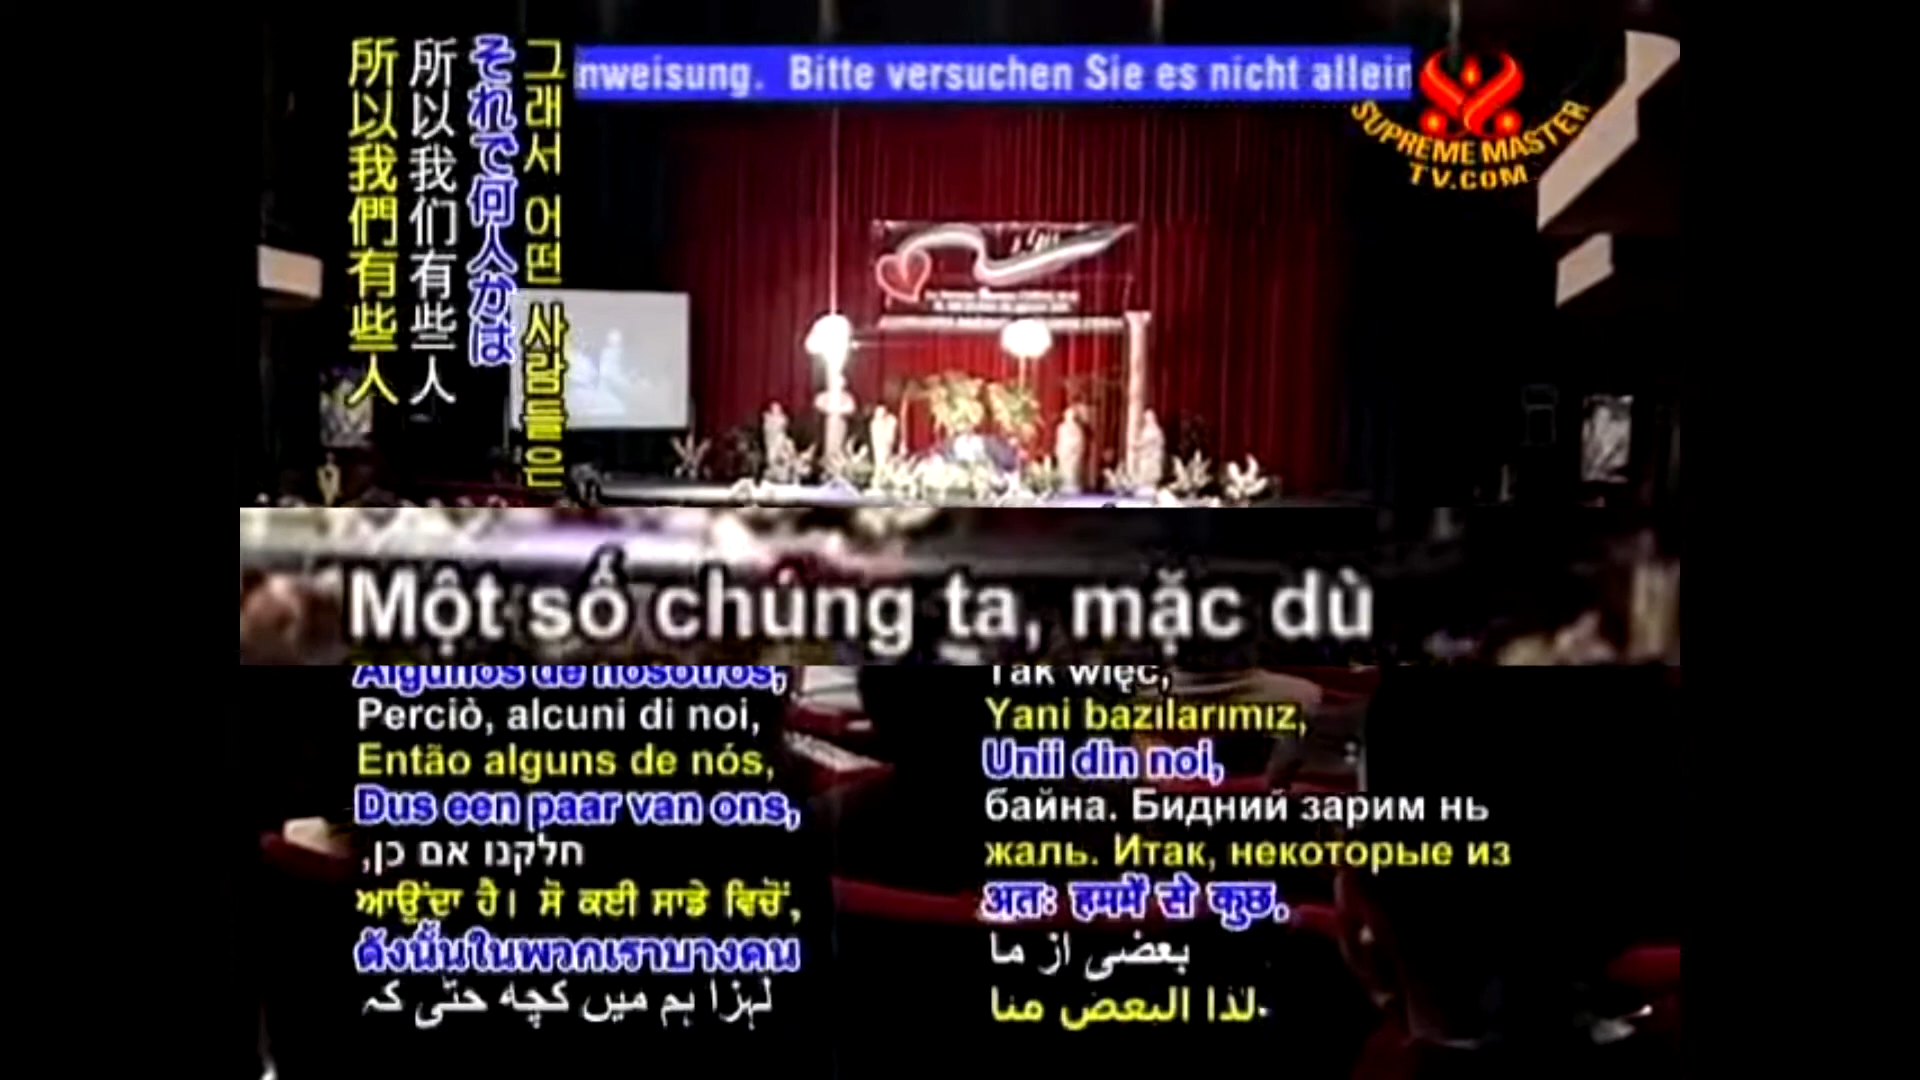 所以我們有些人
所以我们有些人
それで何人かは
그래서 어떤 사람들은
nweisung. Bitte versuchen Sie es nicht allein
SUPREME MASTER
TV.COM
Một số chúng ta, mặc dù
Algunos de nosotros,
Perciò, alcuni di noi,
Então alguns de nós,
Dus een paar van ons,
חלקנו אם כן,
ਆਉਂਦਾ ਹੈ। ਸੋ ਕਈ ਸਾਡੇ ਵਿਚੋਂ,
ดังนั้นในพวกเราบางคน
لہزا ہم میں کچھ حتّی کہ
Tak więc,
Yani bazılarımız,
Unii din noi,
байна. Бидний зарим нь
жаль. Итак, некоторые из
अतः हममें से कुछ,
بعضی از ما
لذا البعض منا.